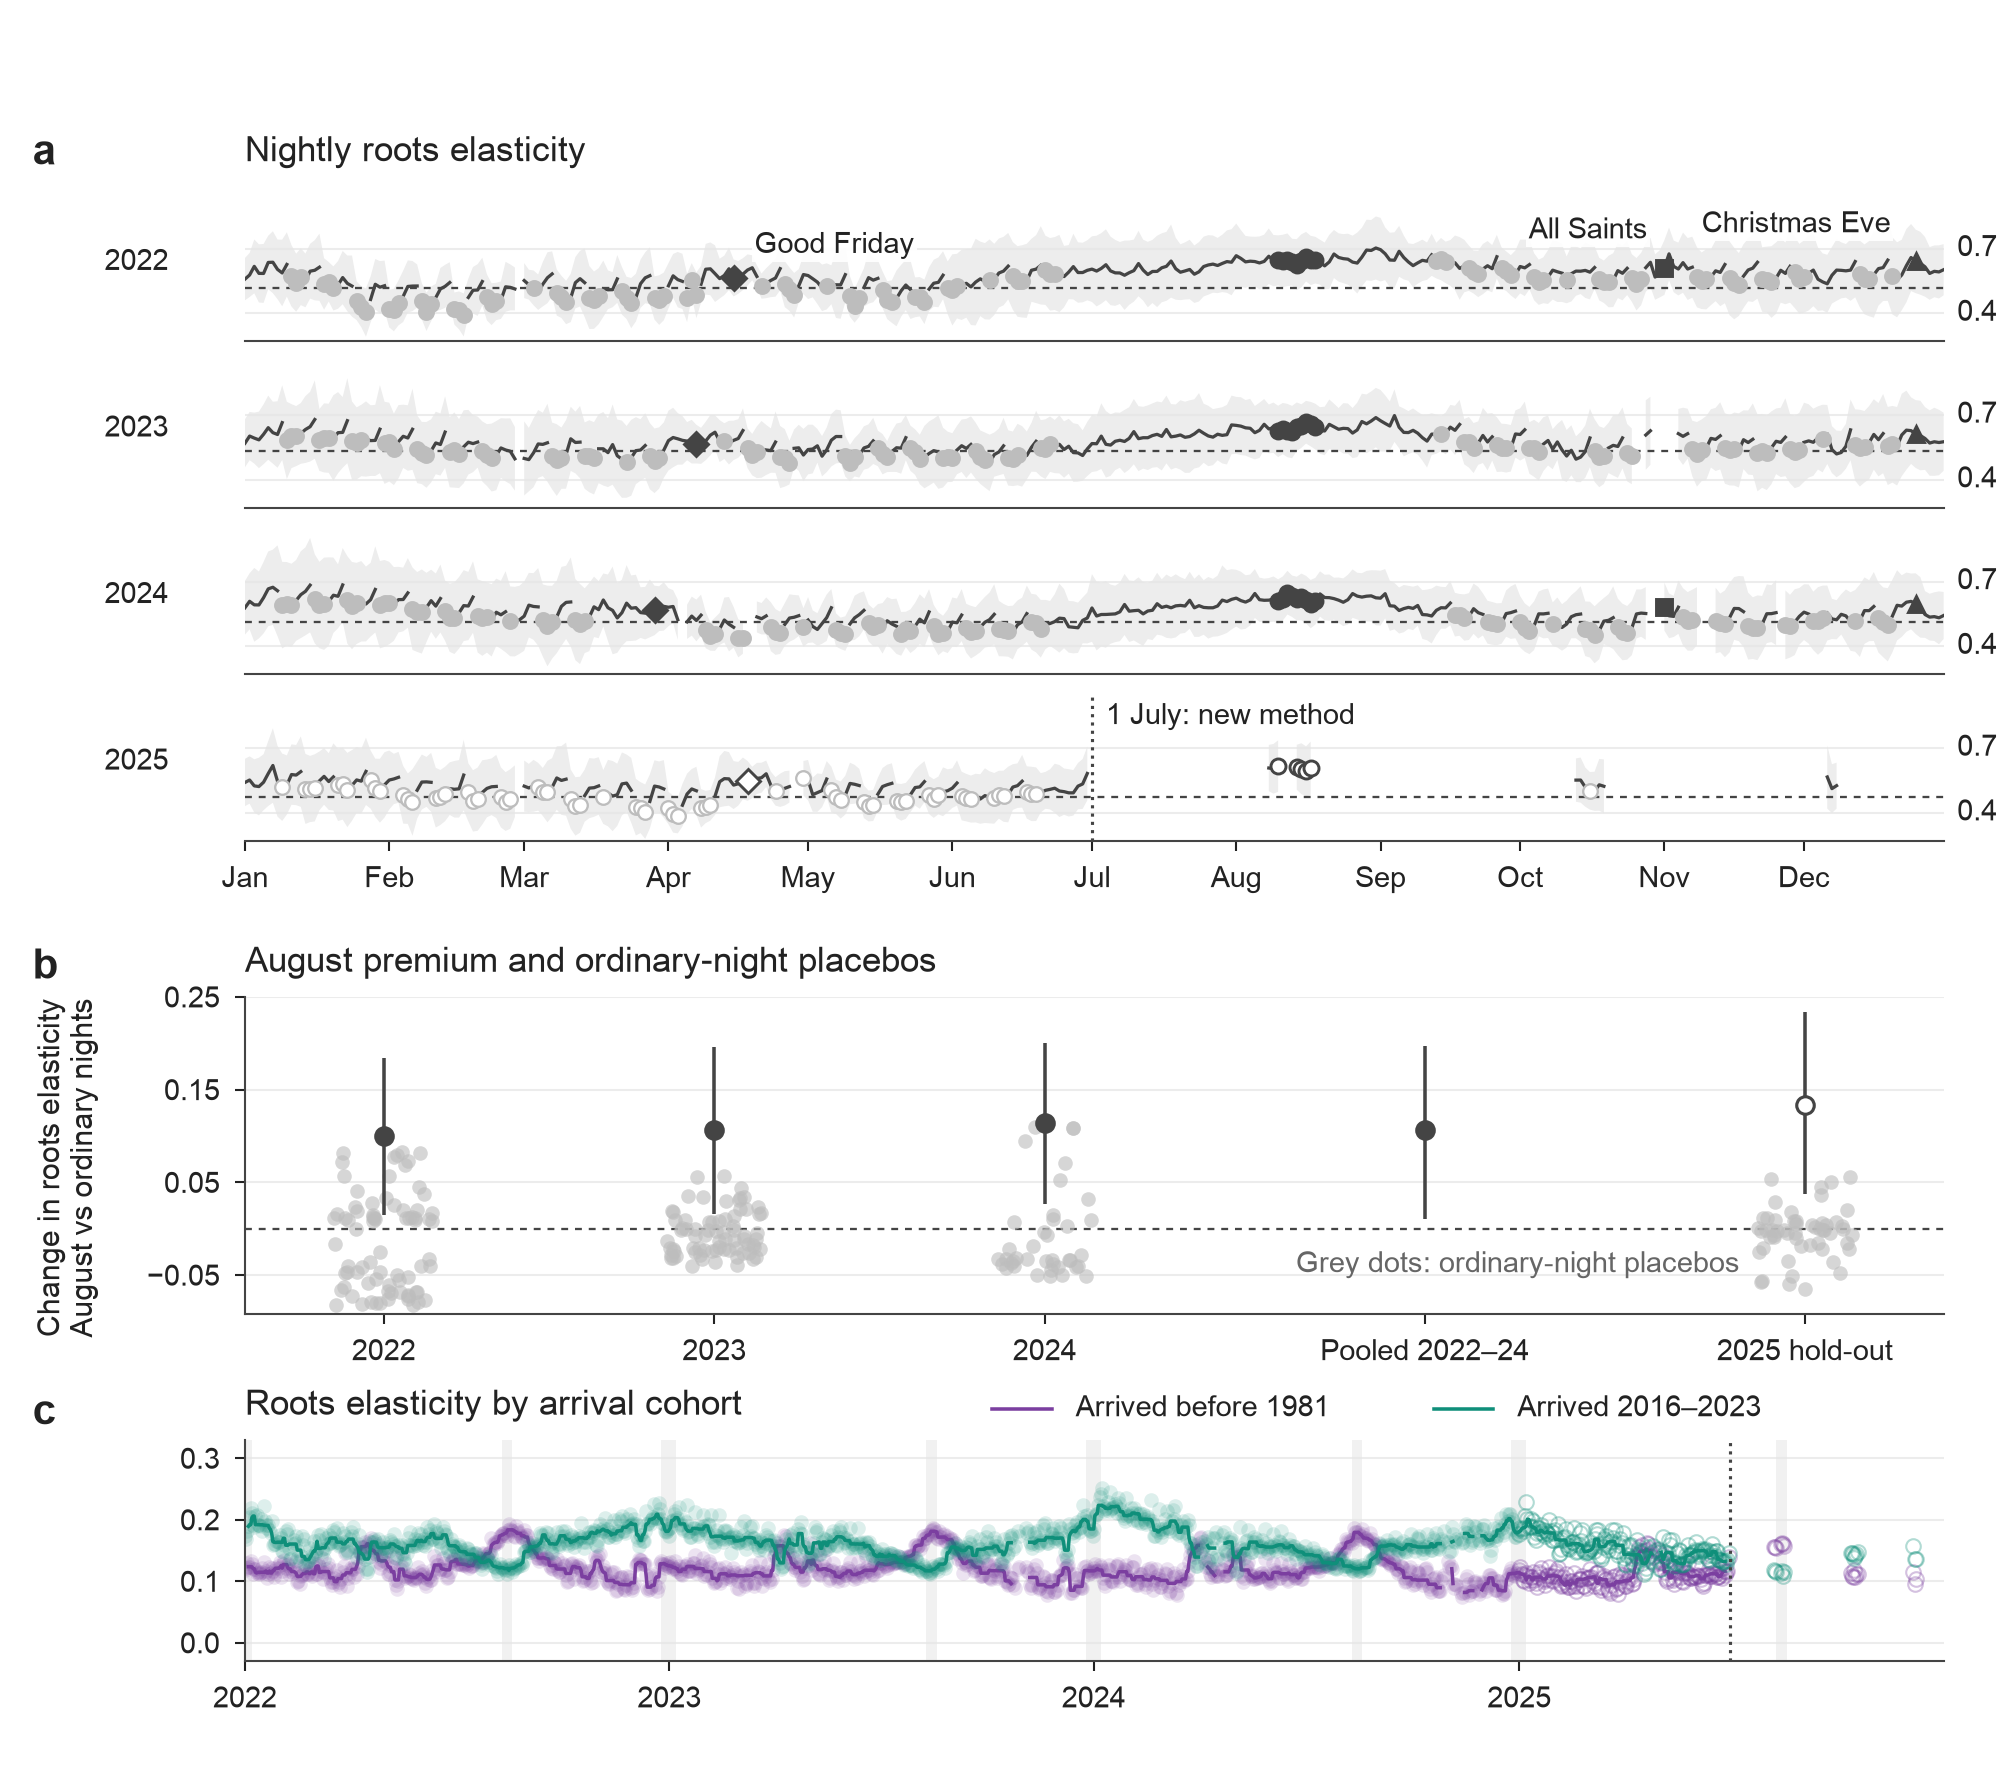 a
Nightly roots elasticity
2022
Good Friday
All Saints
Christmas Eve
0.7
0.4
2023
0.7
0.4
2024
0.7
0.4
2025
1 July: new method
0.7
0.4
Jan
Feb
Mar
Apr
May
Jun
Jul
Aug
Sep
Oct
Nov
Dec
b
August premium and ordinary-night placebos
Change in roots elasticity
August vs ordinary nights
0.25
0.15
0.05
−0.05
Grey dots: ordinary-night placebos
2022
2023
2024
Pooled 2022–24
2025 hold-out
c
Roots elasticity by arrival cohort
Arrived before 1981
Arrived 2016–2023
0.3
0.2
0.1
0.0
2022
2023
2024
2025